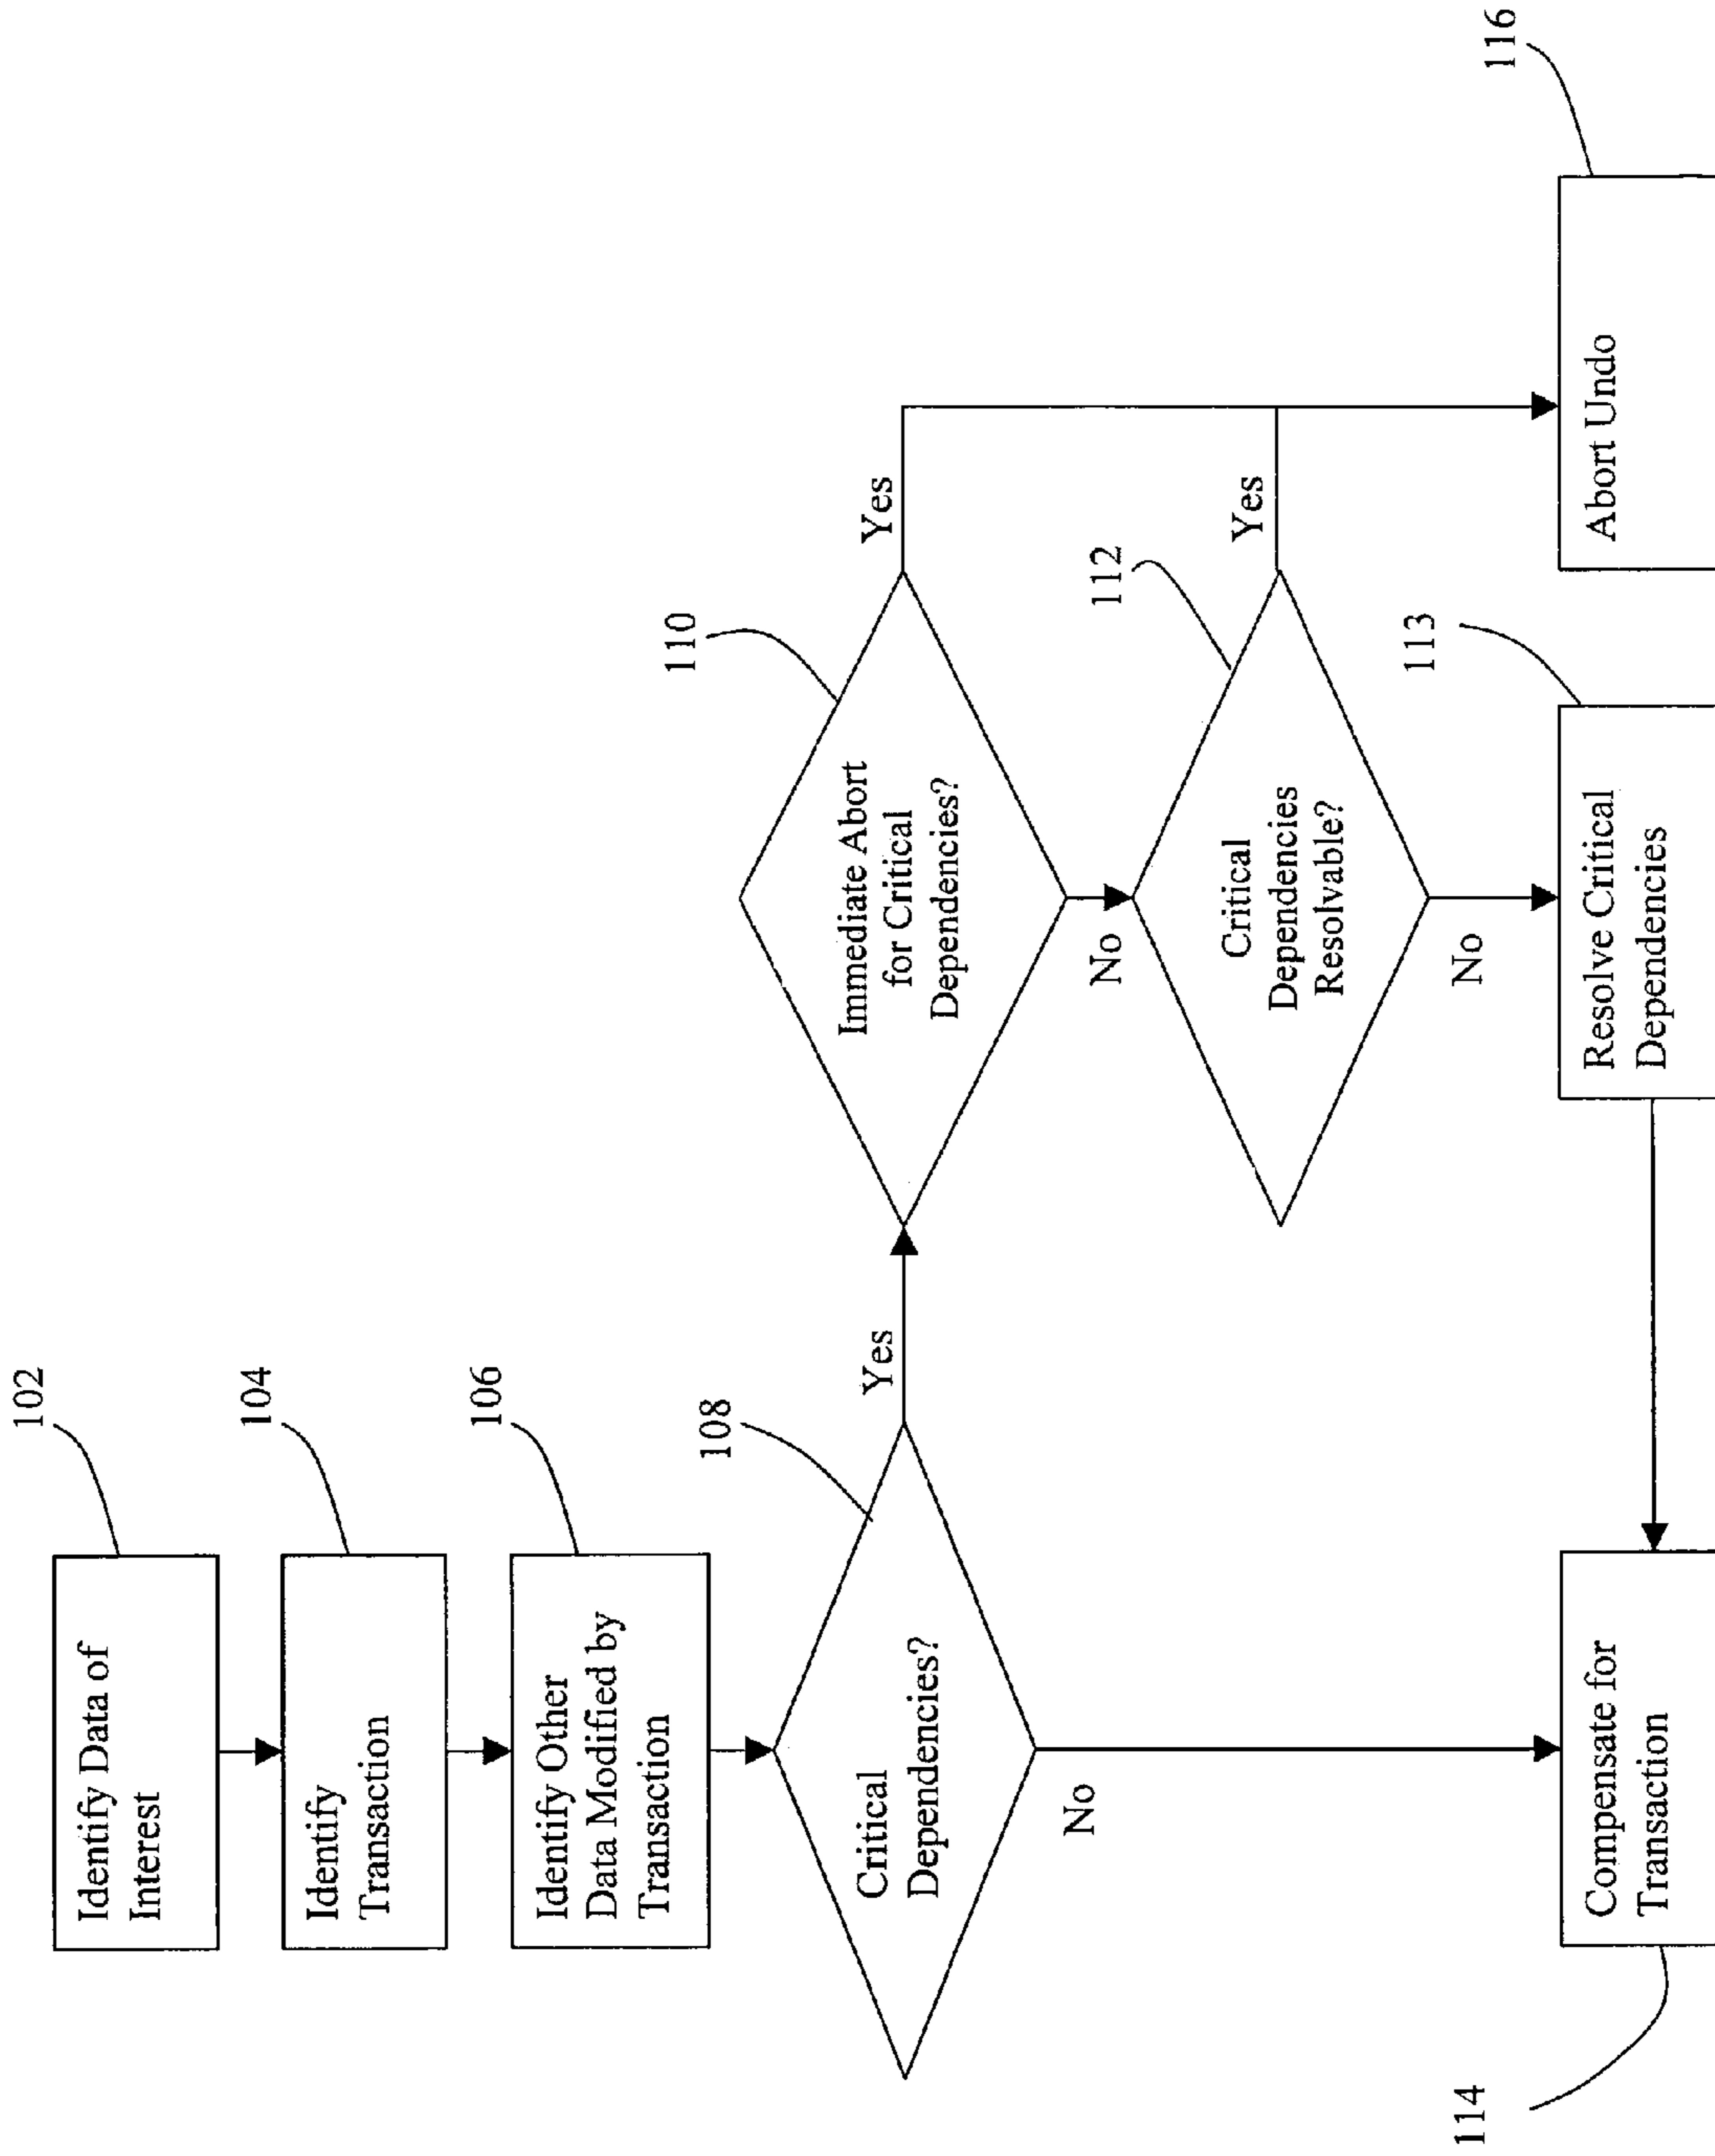 102
Identify Data of
Interest
104
Identify
Transaction
106
Identify Other
Data Modified by
Transaction
108
Critical
Dependencies?
Yes
No
110
Immediate Abort
for Critical
Dependencies?
Yes
No
112
Critical
Dependencies
Resolvable?
Yes
No
114
Compensate for
Transaction
113
Resolve Critical
Dependencies
116
Abort Undo